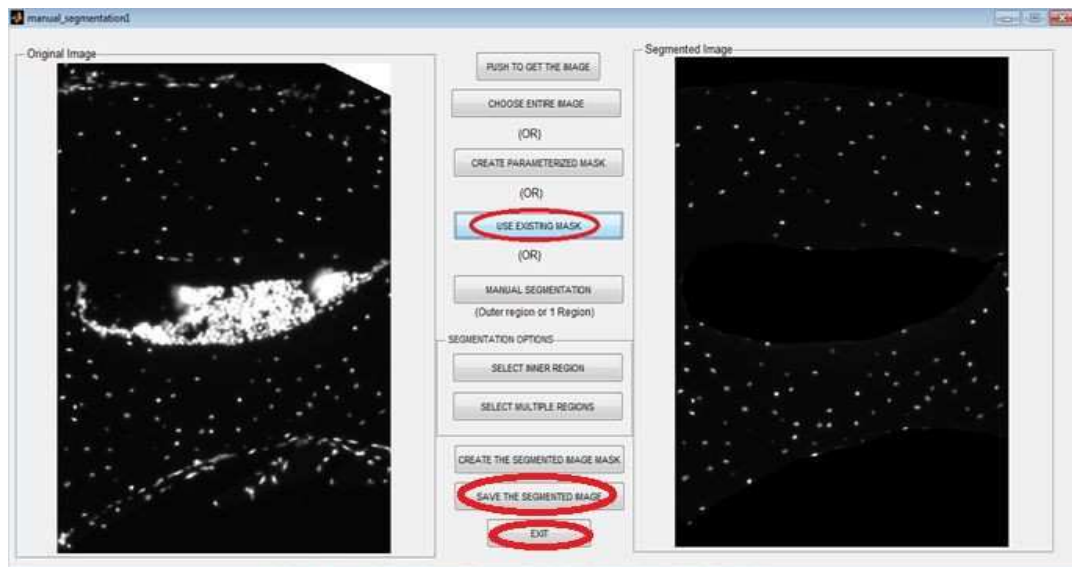 manual_segmentation1
Original Image
PUSH TO GET THE IMAGE
CHOOSE ENTIRE IMAGE
(OR)
CREATE PARAMETERIZED MASK
(OR)
USE EXISTING MASK
(OR)
MANUAL SEGMENTATION
(Outer region or 1 Region)
SEGMENTATION OPTIONS
SELECT INNER REGION
SELECT MULTIPLE REGIONS
CREATE THE SEGMENTED IMAGE MASK
SAVE THE SEGMENTED IMAGE
EXIT
Segmented Image